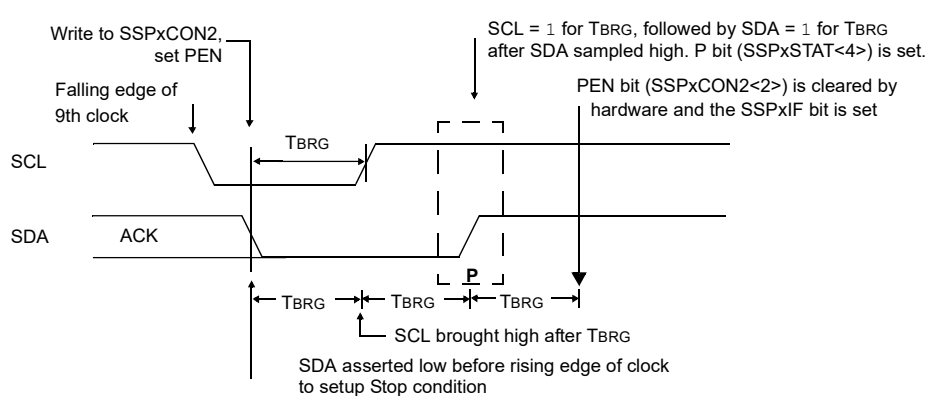 Write to SSPxCON2,
set PEN
SCL = 1 for TBRG, followed by SDA = 1 for TBRG
after SDA sampled high. P bit (SSPxSTAT<4>) is set.
Falling edge of
9th clock
PEN bit (SSPxCON2<2>) is cleared by
hardware and the SSPxIF bit is set
TBRG
SCL
SDA
ACK
P
TBRG
TBRG
TBRG
SCL brought high after TBRG
SDA asserted low before rising edge of clock
to setup Stop condition